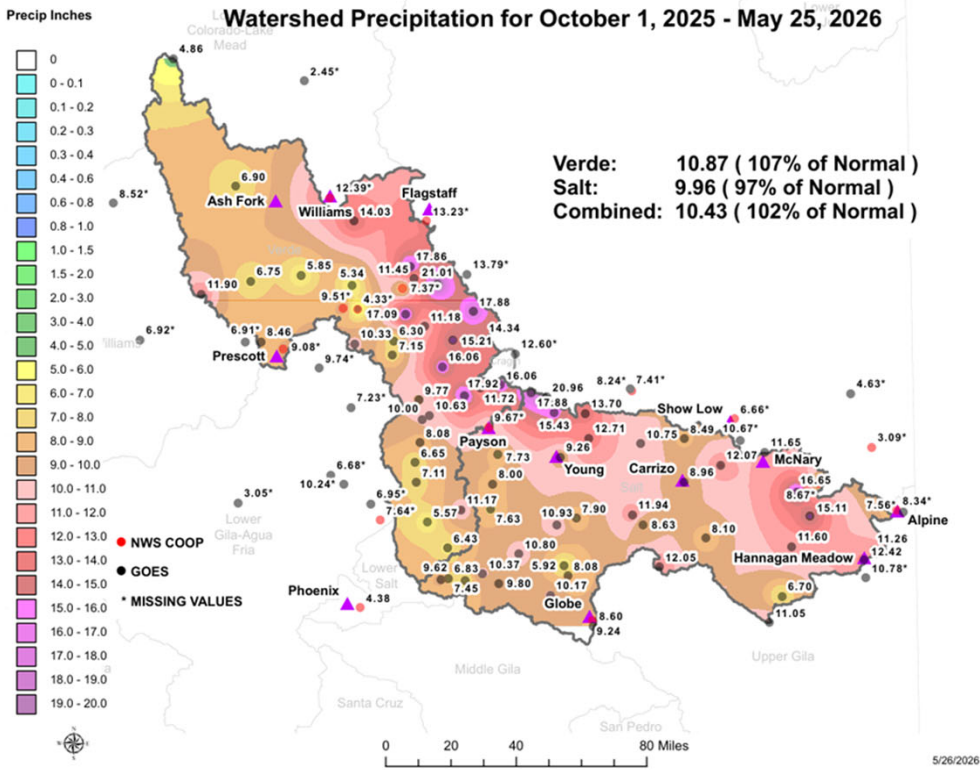 Precip Inches
Watershed Precipitation for October 1, 2025 - May 25, 2026
0
0 - 0.1
0.1 - 0.2
0.2 - 0.3
0.3 - 0.4
0.4 - 0.6
0.6 - 0.8
0.8 - 1.0
1.0 - 1.5
1.5 - 2.0
2.0 - 3.0
3.0 - 4.0
4.0 - 5.0
5.0 - 6.0
6.0 - 7.0
7.0 - 8.0
8.0 - 9.0
9.0 - 10.0
10.0 - 11.0
11.0 - 12.0
12.0 - 13.0
13.0 - 14.0
14.0 - 15.0
15.0 - 16.0
16.0 - 17.0
17.0 - 18.0
18.0 - 19.0
19.0 - 20.0
Verde: 10.87 ( 107% of Normal )
Salt: 9.96 ( 97% of Normal )
Combined: 10.43 ( 102% of Normal )
Colorado-Lake
Mead
Lower
4.86
2.45*
6.90
Ash Fork
8.52*
12.39*
Williams
14.03
Flagstaff
13.23*
17.86
11.45
21.01
13.79*
7.37*
11.90
6.75
5.85
5.34
9.51*
4.33*
17.09
17.88
11.18
14.34
6.92*
6.91*
8.46
9.08*
Prescott
10.33
6.30
7.15
15.21
12.60*
9.74*
16.06
7.23*
9.77
17.92
16.06
20.96
8.24*
7.41*
4.63*
10.00
10.63
11.72
17.88
13.70
Show Low
6.66*
9.67*
15.43
12.71
10.75
8.49
10.67*
Payson
3.09*
8.08
6.65
7.73
9.26
Young
12.07
11.65
McNary
Carrizo
8.96
6.68*
7.11
8.00
16.65
8.67*
10.24*
3.05*
6.95*
7.64*
5.57
11.17
7.63
10.93
7.90
11.94
8.63
15.11
7.56*
8.34*
Alpine
Salt
Lower
Gila-Agua
Fria
6.43
10.80
8.10
11.60
11.26
Hannagan Meadow
12.42
10.78*
NWS COOP
GOES
* MISSING VALUES
Lower
Salt
9.62
6.83
10.37
5.92
8.08
12.05
7.45
9.80
10.17
6.70
Phoenix
4.38
Globe
8.60
9.24
11.05
Middle Gila
Upper Gila
Santa Cruz
San Pedro
N
0 20 40 80 Miles
5/26/2026